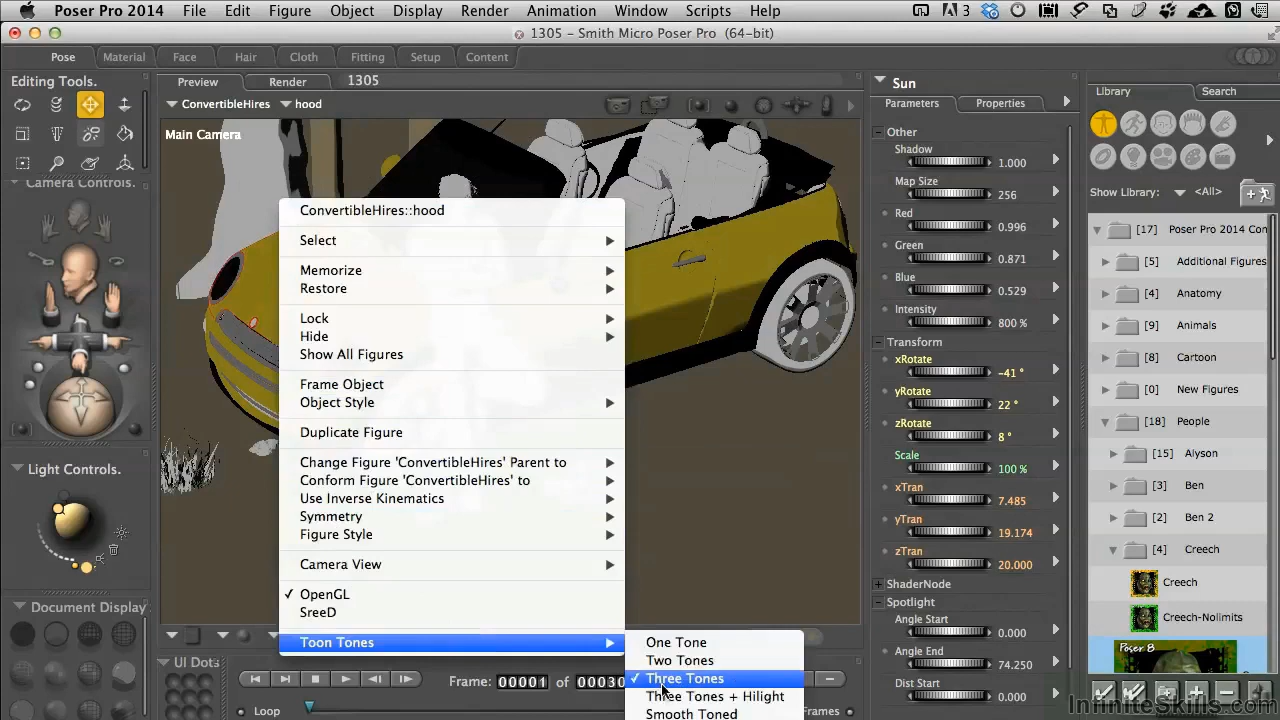 Poser Pro 2014 File Edit Figure Object Display Render Animation Window Scripts Help 3
1305 - Smith Micro Poser Pro (64-bit)
Pose Material Face Hair Cloth Fitting Setup Content
Editing Tools.
Preview Render 1305
ConvertibleHires hood
Main Camera
Camera Controls.
Light Controls.
Document Display
UI Dots
ConvertibleHires::hood
Select
Memorize
Restore
Lock
Hide
Show All Figures
Frame Object
Object Style
Duplicate Figure
Change Figure 'ConvertibleHires' Parent to
Conform Figure 'ConvertibleHires' to
Use Inverse Kinematics
Symmetry
Figure Style
Camera View
✓ OpenGL
SreeD
Toon Tones
One Tone
Two Tones
✓ Three Tones
Three Tones + Hilight
Smooth Toned
Frame: 00001 of 00030
Loop
Frames
Sun
Parameters Properties
Other
Shadow
1.000
Map Size
256
Red
0.996
Green
0.871
Blue
0.529
Intensity
800 %
Transform
xRotate
-41 °
yRotate
22 °
zRotate
8 °
Scale
100 %
xTran
7.485
yTran
19.174
zTran
20.000
ShaderNode
Spotlight
Angle Start
0.000
Angle End
74.250
Dist Start
0.000
Library Search
Show Library: <All>
[17] Poser Pro 2014 Con
[5] Additional Figures
[4] Anatomy
[9] Animals
[8] Cartoon
[0] New Figures
[18] People
[15] Alyson
[3] Ben
[2] Ben 2
[4] Creech
Creech
Creech-Nolimits
Poser 8
InfiniteSkills.com